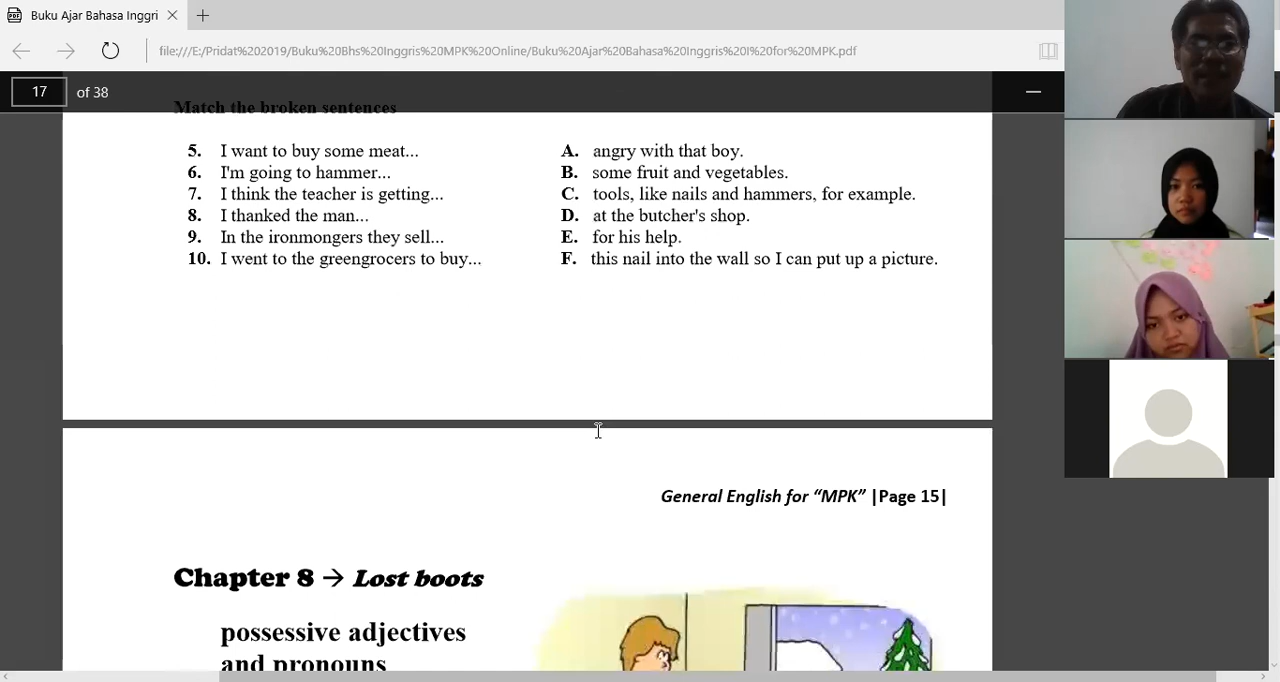 Buku Ajar Bahasa Inggri
file:///E:/Pridat%202019/Buku%20Bhs%20Inggris%20MPK%20Online/Buku%20Ajar%20Bahasa%20Inggris%20I%20for%20MPK.pdf
17 of 38
Match the broken sentences
5. I want to buy some meat... A. angry with that boy.
6. I'm going to hammer... B. some fruit and vegetables.
7. I think the teacher is getting... C. tools, like nails and hammers, for example.
8. I thanked the man... D. at the butcher's shop.
9. In the ironmongers they sell... E. for his help.
10. I went to the greengrocers to buy... F. this nail into the wall so I can put up a picture.
General English for “MPK” |Page 15|
Chapter 8 → Lost boots
possessive adjectives
and pronouns